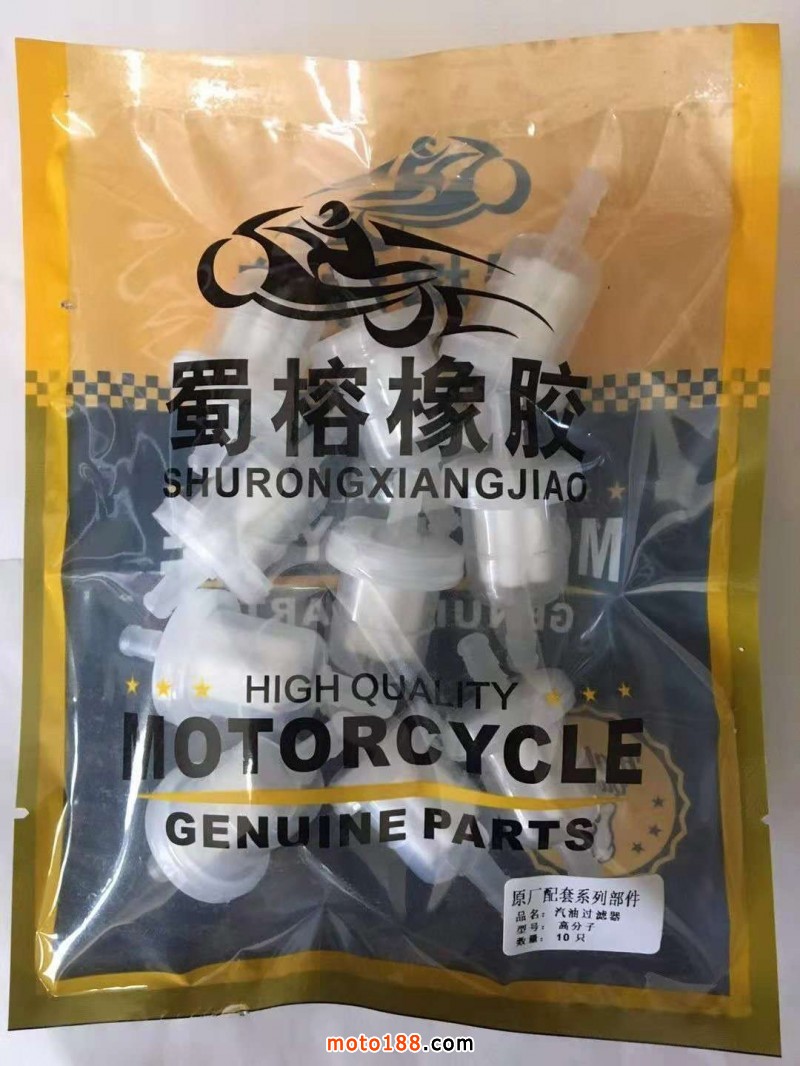 蜀榕橡胶
SHURONGXIANGJIAO
HIGH QUALITY
MOTORCYCLE
GENUINE PARTS
原厂配套系列部件
品名：汽油过滤器
型号：高分子
数量：10只
moto188.com